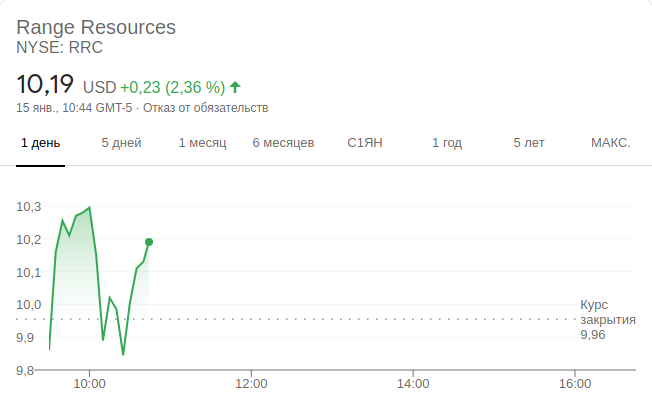 Range Resources
NYSE: RRC
10,19 USD +0,23 (2,36 %)
15 янв., 10:44 GMT-5 · Отказ от обязательств
1 день 5 дней 1 месяц 6 месяцев С1ЯН 1 год 5 лет МАКС.
10,3
10,2
10,1
10,0
9,9
9,8
Курс
закрытия
9,96
10:00 12:00 14:00 16:00